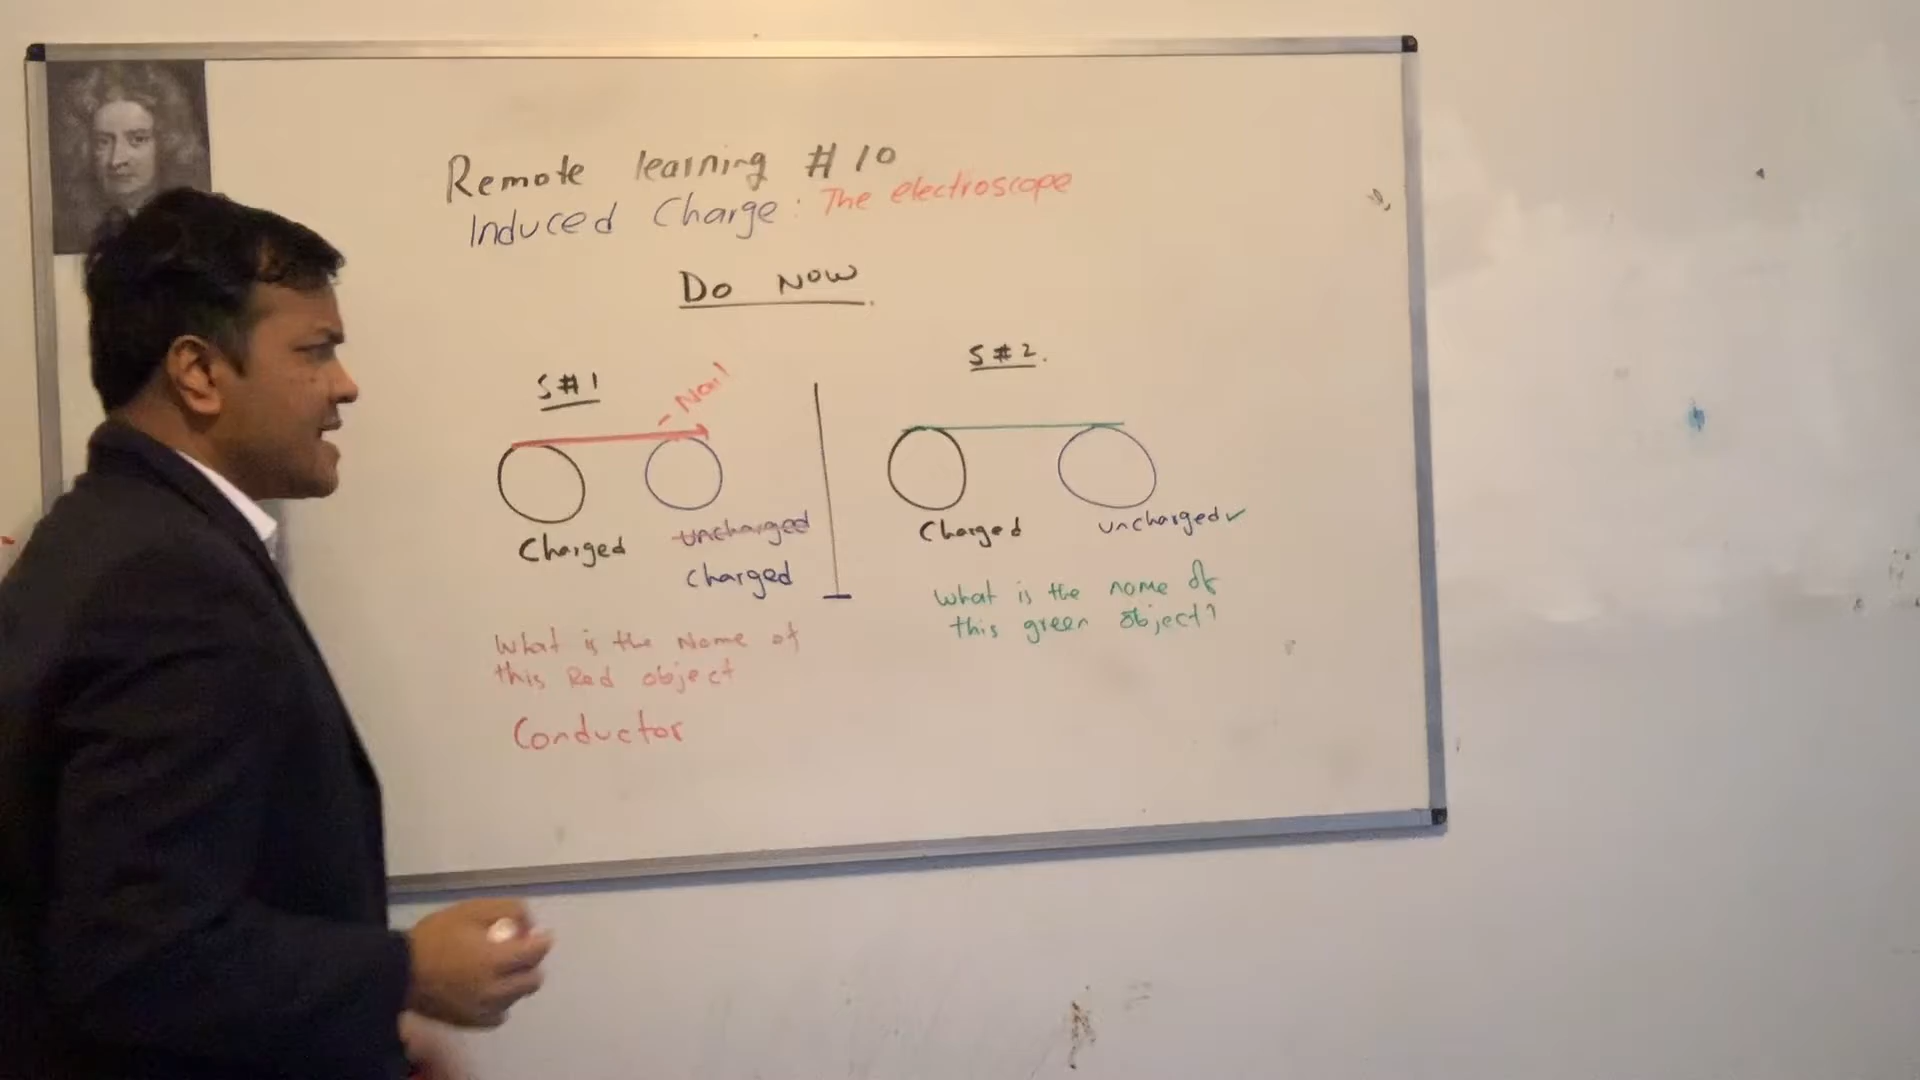 Remote learning # 10
Induced Charge: The electroscope
Do Now
S#1
- Nail
Charged
uncharged
charged
What is the Name of
this Red object
Conductor
S#2.
Charged
uncharged✓
what is the name of
this green object?